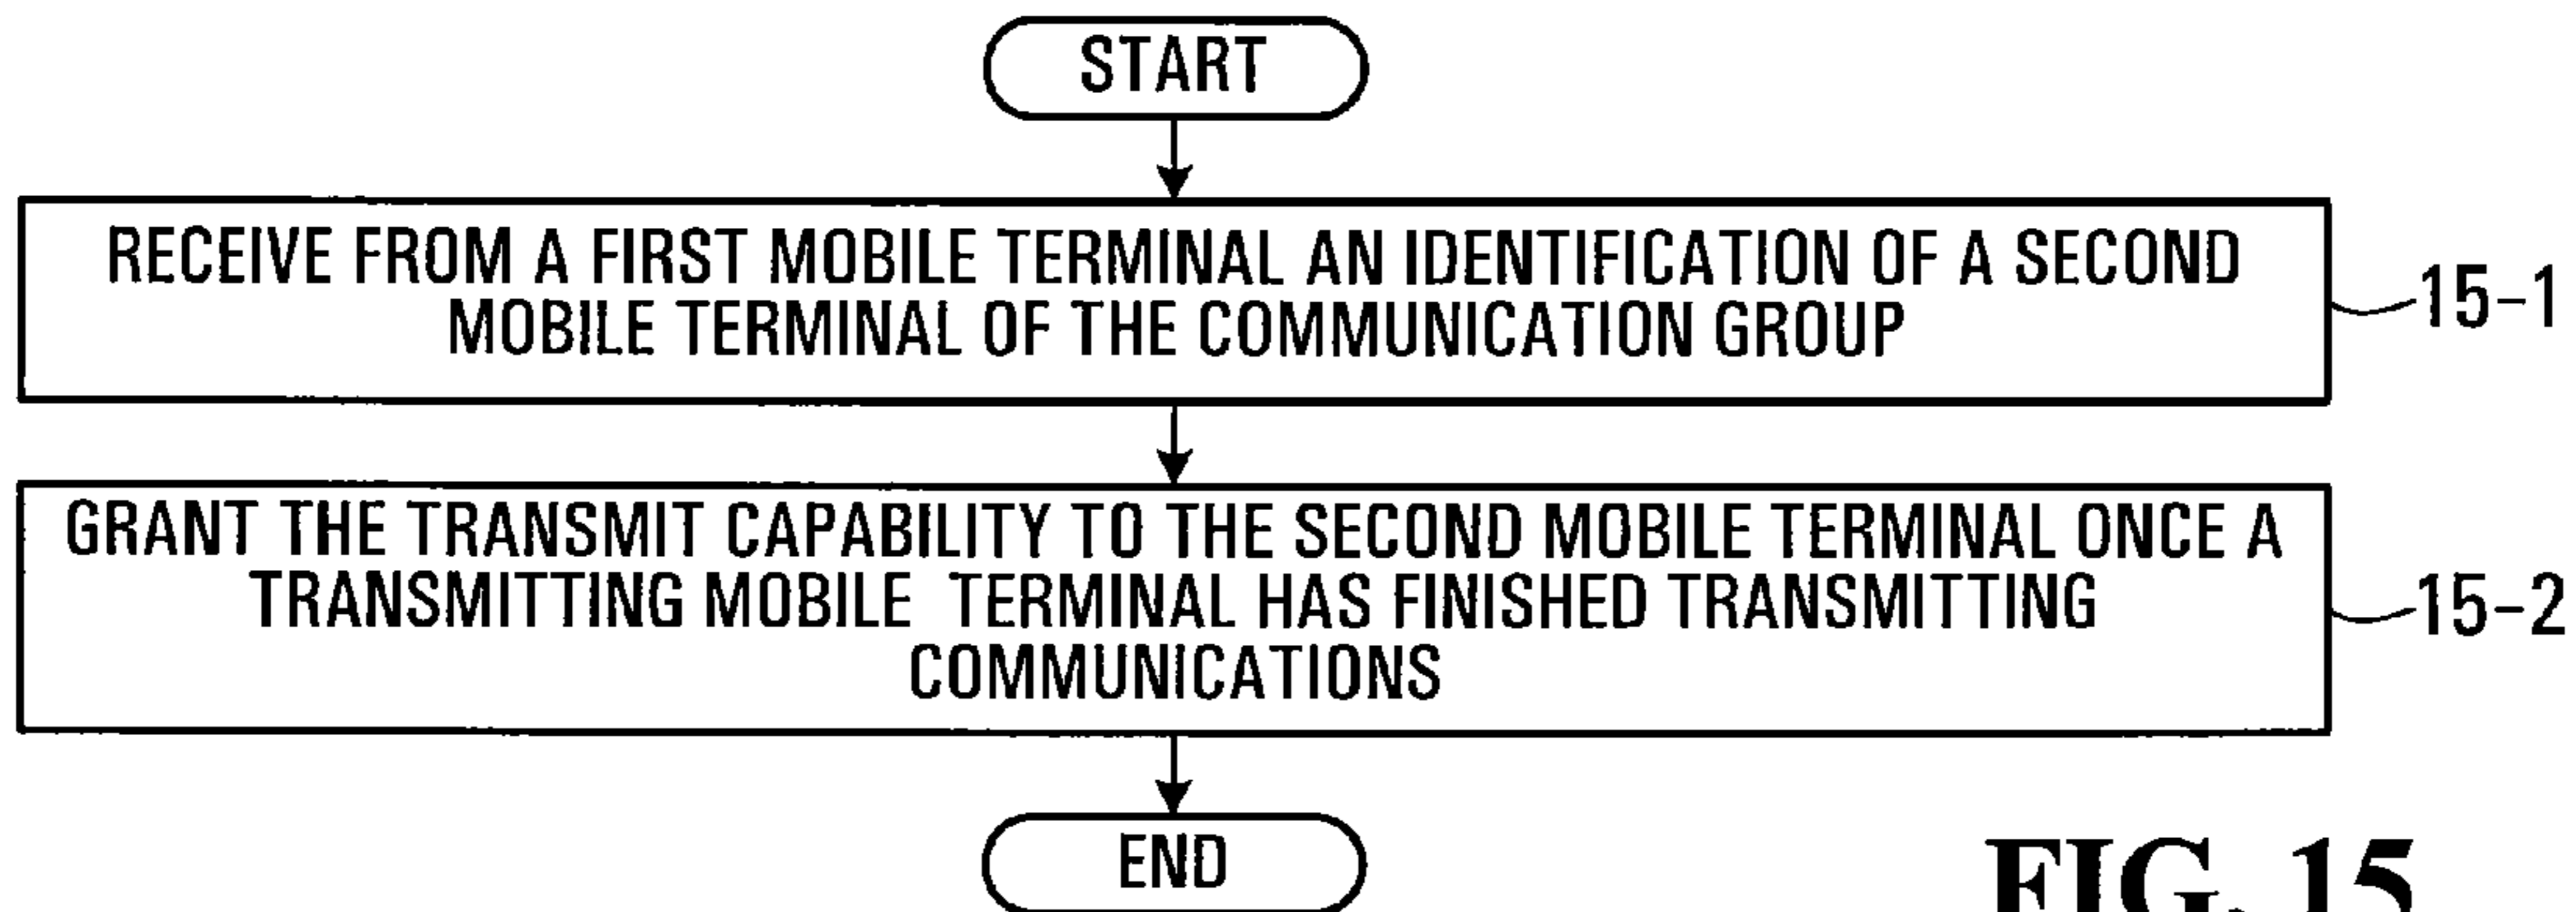 START
RECEIVE FROM A FIRST MOBILE TERMINAL AN IDENTIFICATION OF A SECOND
MOBILE TERMINAL OF THE COMMUNICATION GROUP
15-1
GRANT THE TRANSMIT CAPABILITY TO THE SECOND MOBILE TERMINAL ONCE A
TRANSMITTING MOBILE TERMINAL HAS FINISHED TRANSMITTING
COMMUNICATIONS
15-2
END
FIG. 15